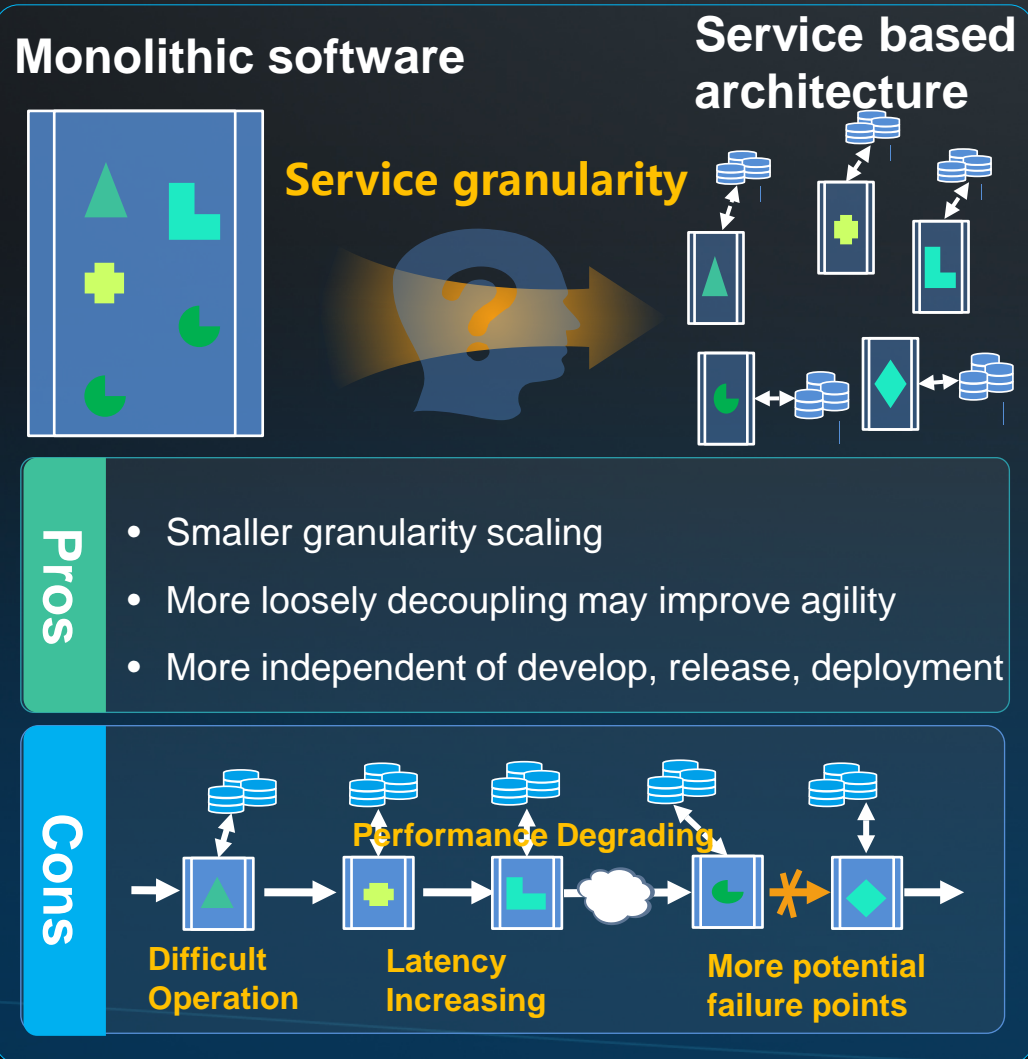 Monolithic software
Service based
architecture
Service granularity
?
Pros
• Smaller granularity scaling
• More loosely decoupling may improve agility
• More independent of develop, release, deployment
Cons
Performance Degrading
Difficult
Operation
Latency
Increasing
More potential
failure points